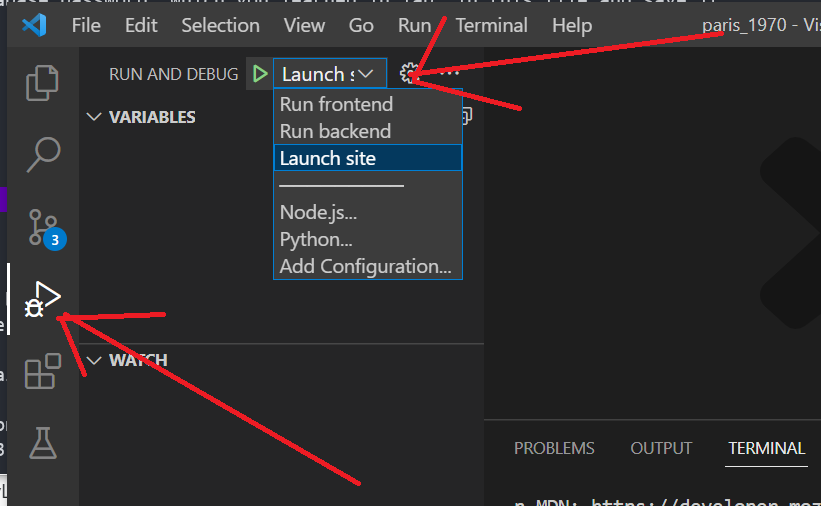 File Edit Selection View Go Run Terminal Help paris_1970 - Vis
RUN AND DEBUG Launch s
Run frontend
VARIABLES
Run backend
Launch site
Node.js...
3
Python...
Add Configuration...
WATCH
PROBLEMS OUTPUT TERMINAL
MDN: https://developer.moz